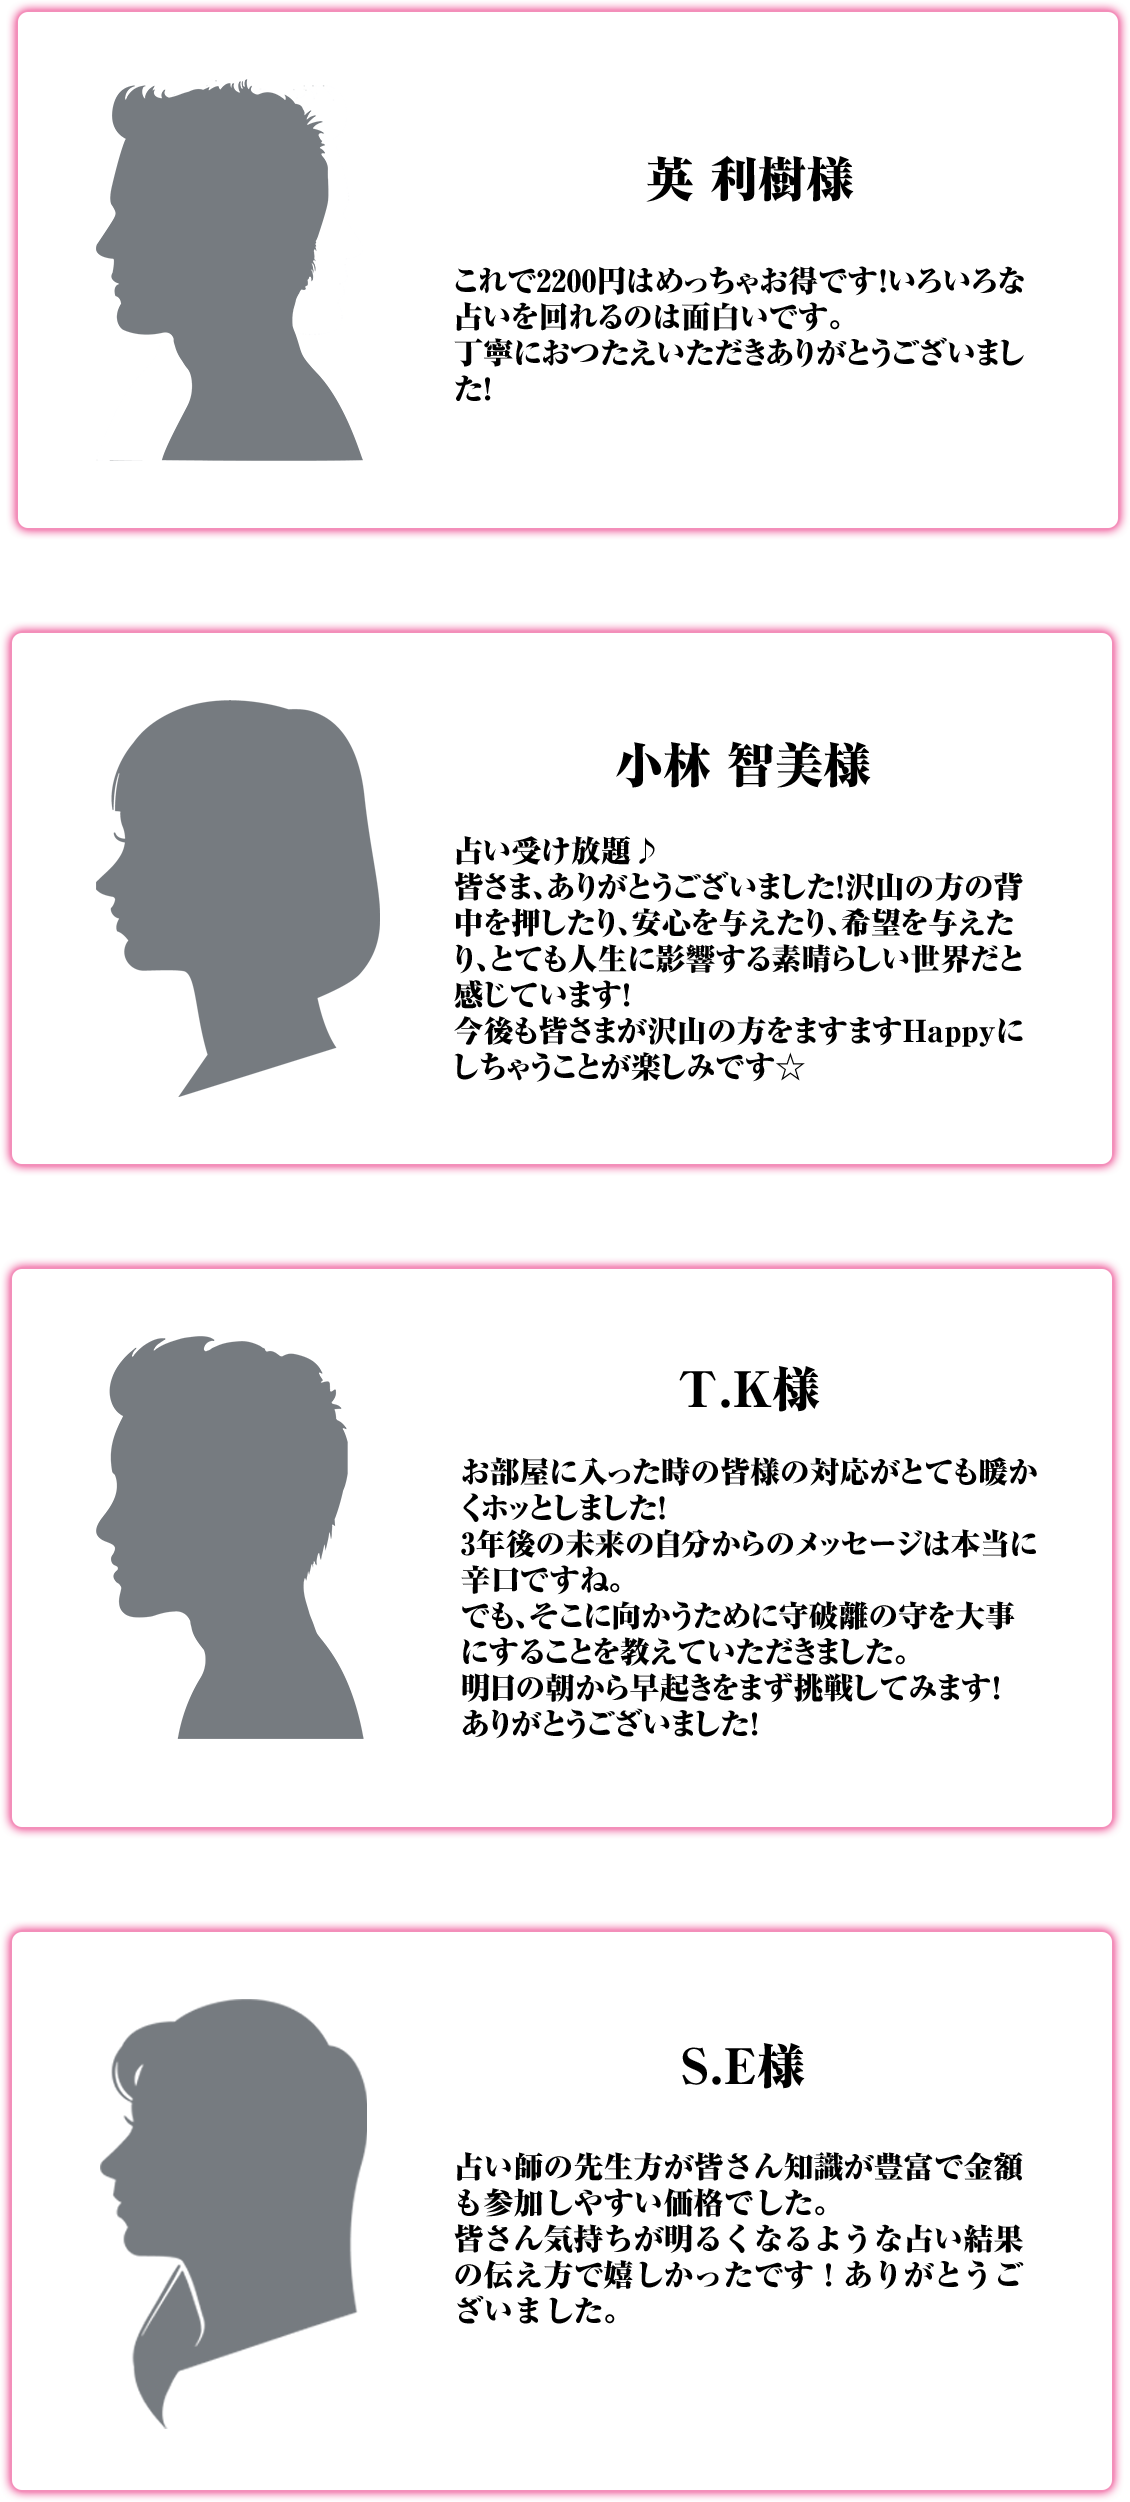 英 利樹様
これで2200円はめっちゃお得です!いろいろな
占いを回れるのは面白いです。
丁寧におつたえいただきありがとうございまし
た!
小林 智美様
占い受け放題♪
皆さま、ありがとうございました!沢山の方の背
中を押したり、安心を与えたり、希望を与えた
り、とても人生に影響する素晴らしい世界だと
感じています!
今後も皆さまが沢山の方をますますHappyに
しちゃうことが楽しみです☆
T.K様
お部屋に入った時の皆様の対応がとても暖か
くホッとしました!
3年後の未来の自分からのメッセージは本当に
辛口ですね。
でも、そこに向かうために守破離の守を大事
にすることを教えていただきました。
明日の朝から早起きをまず挑戦してみます!
ありがとうございました!
S.E様
占い師の先生方が皆さん知識が豊富で金額
も参加しやすい価格でした。
皆さん気持ちが明るくなるような占い結果
の伝え方で嬉しかったです！ありがとうご
ざいました。